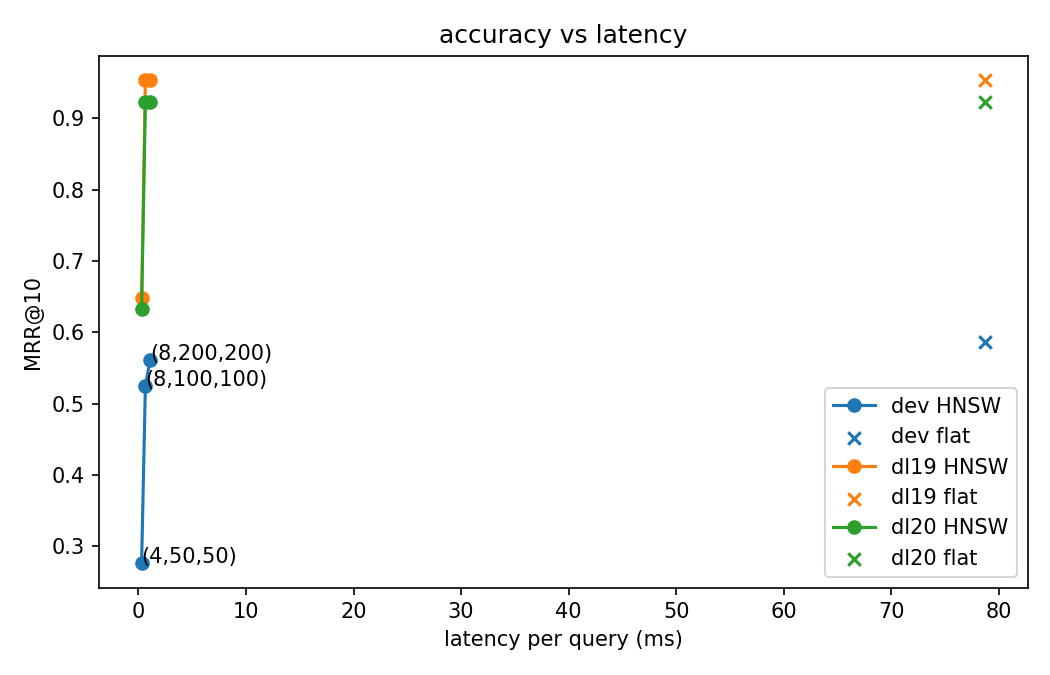 accuracy vs latency
MRR@10
0.9
0.8
0.7
0.6
0.5
0.4
0.3
(8,200,200)
(8,100,100)
(4,50,50)
dev HNSW
dev flat
dl19 HNSW
dl19 flat
dl20 HNSW
dl20 flat
0 10 20 30 40 50 60 70 80
latency per query (ms)